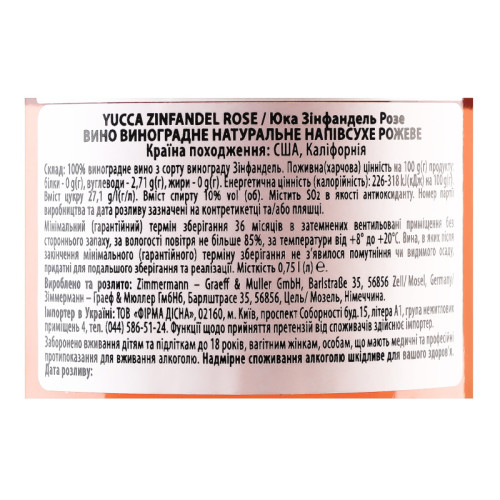 YUCCA ZINFANDEL ROSE / Юка Зінфандель Розе
ВИНО ВИНОГРАДНЕ НАТУРАЛЬНЕ НАПІВСУХЕ РОЖЕВЕ
Країна походження: США, Каліфорнія
Склад: 100% виноградне вино з сорту винограду Зінфандель. Поживна(харчова) цінність на 100 g(г) продукту:
білки - 0 g(г), вуглеводи - 2,71 g(г), жири - 0 g(г). Енергетична цінність (калорійність): 226-318 kJ(кДж) на 100 g(г).
Вміст цукру 27,1 g/l(г/л). Вміст спирту 10% vol (об). Містить SO2 в якості антиоксиданту. Номер партії
виробництва та дата розливу зазначені на контретикетці та/або пляшці.
Мінімальний (гарантійний) термін зберігання 36 місяців в затемнених вентильованих приміщення без
стороннього запаху, за вологості повітря не більше 85%, за температури від +8° до +20°С. Вино, в яких після
закінчення мінімального (гарантійного) терміну зберігання не з'явилося помутніння чи видимого осаду,
придатні для подальшого зберігання та реалізації. Місткість 0,75 l (л) ℮.
Вироблено та розлито: Zimmermann – Graeff & Muller GmbH, Barlstraße 35, 56856 Zell/ Mosel, Germany/
Зіммерманн – Граєф & Мюллер ГмбН6, Барлштрасе 35, 56856, Цель/ Мозель, Німеччина.
Імпортер в Україні: ТОВ «ФІРМА ДІСНА», 02160, м. Київ, проспект Соборності буд.15, літера А1, група нежитлових
приміщень 4, тел. (044) 586-51-24. Функції щодо прийняття претензій від споживачів здійснює імпортер.
Заборонено вживання дітям та підліткам до 18 років, вагітним жінкам, особам, що мають медичні та професійні
протипоказання для вживання алкоголю. Надмірне споживання алкоголю шкідливе для вашого здоров'я.
Дата розливу: